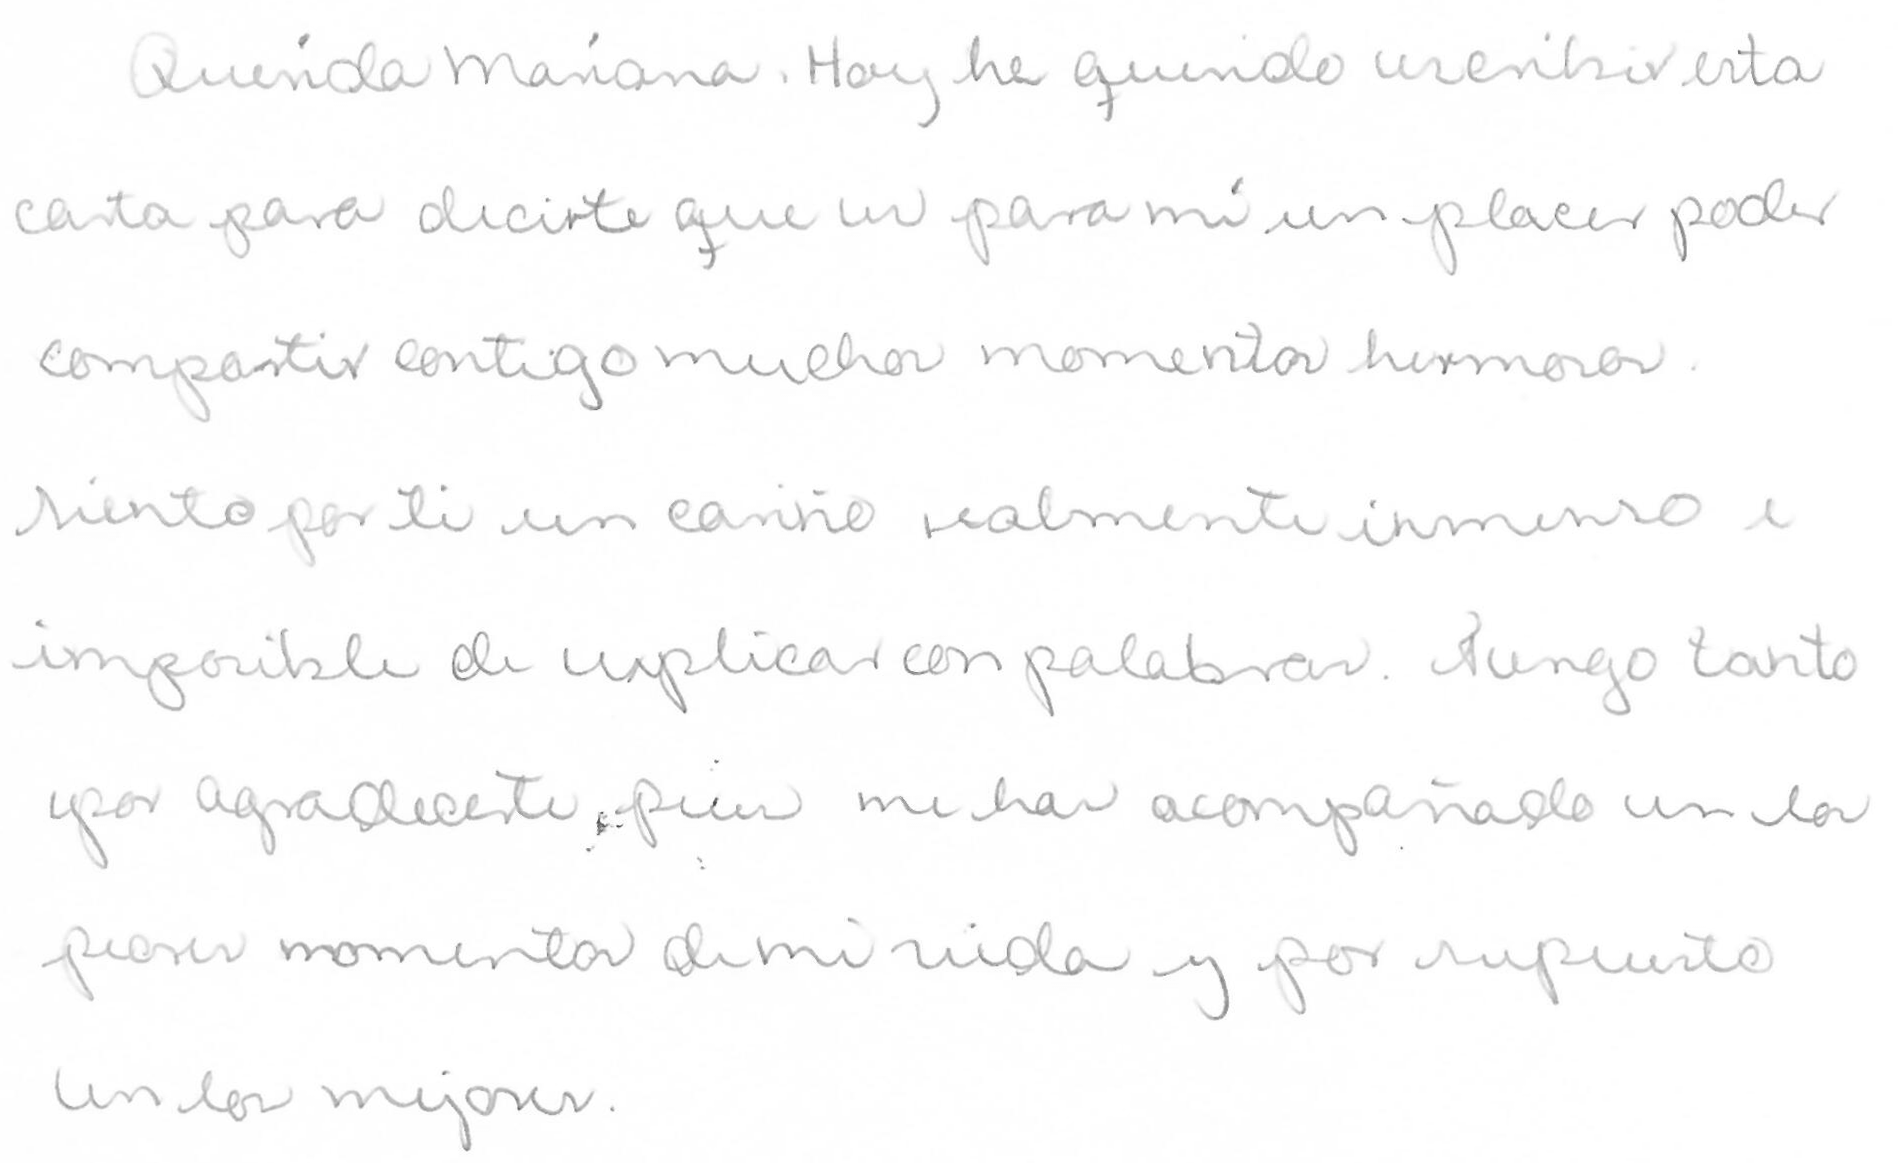 Querida Mariana. Hoy he querido escribir esta
carta para decirte que es para mí un placer poder
compartir contigo muchos momentos hermosos.
Siento por ti un cariño realmente inmenso e
imposible de explicar con palabras. Tengo tanto
por agradecerte, pues me has acompañado en los
peores momentos de mi vida y por supuesto
en los mejores.